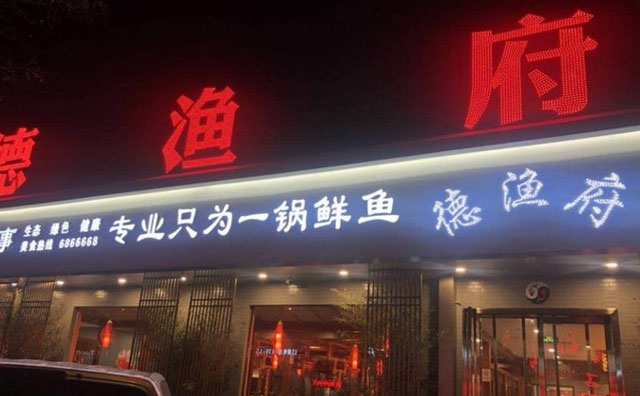 德渔府
事
生态 绿色 健康
美食热线 6866668
专业只为一锅鲜鱼
德渔府